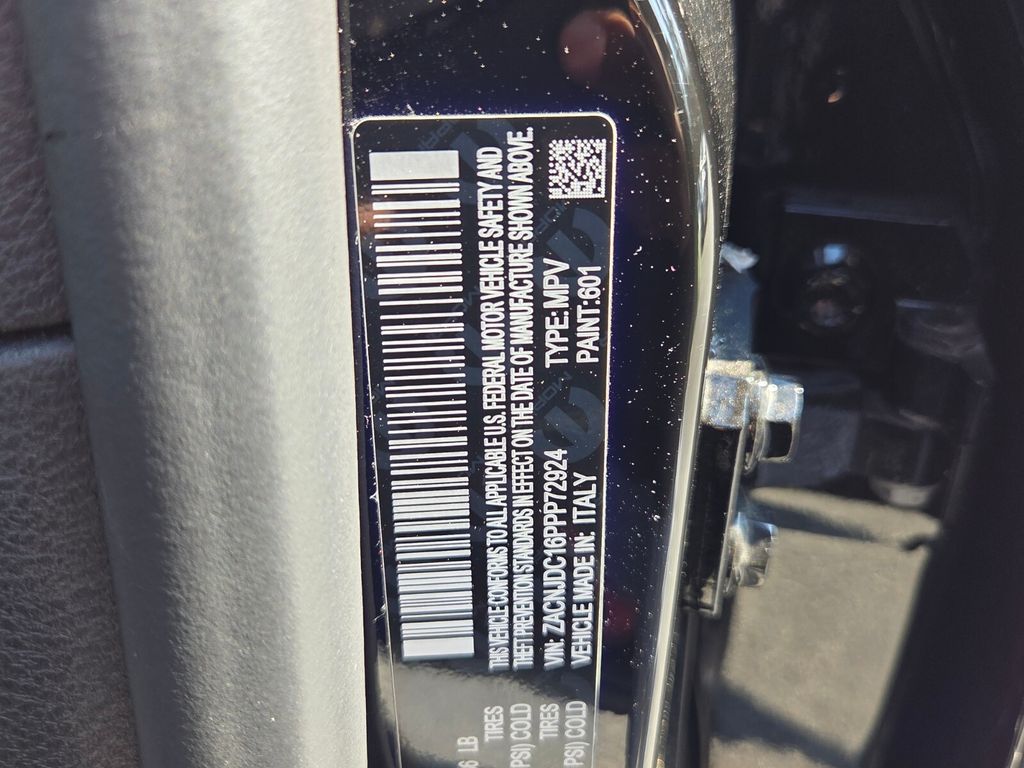 THIS VEHICLE CONFORMS TO ALL APPLICABLE U.S. FEDERAL MOTOR VEHICLE SAFETY AND
THEFT PREVENTION STANDARDS IN EFFECT ON THE DATE OF MANUFACTURE SHOWN ABOVE.
VIN: ZACNJDC16PPP72924 TYPE: MPV
VEHICLE MADE IN: ITALY PAINT:601
6 LB
TIRES
PSI) COLD
TIRES
PSI) COLD